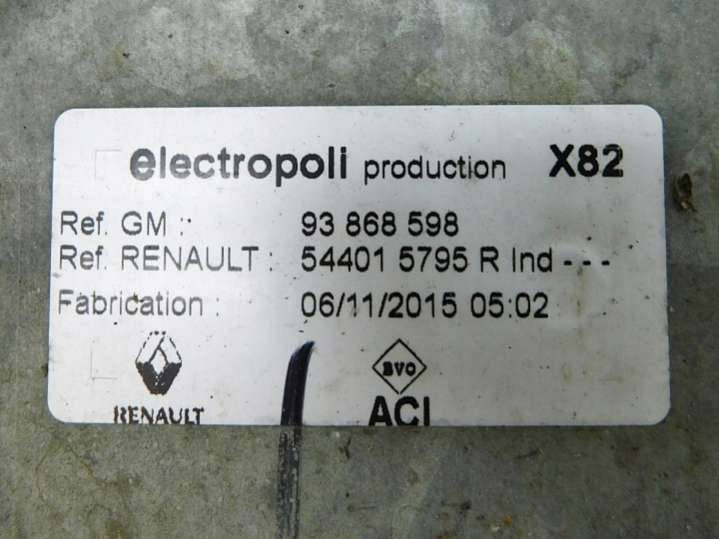 electropoli production X82
Ref. GM : 93 868 598
Ref. RENAULT : 54401 5795 R Ind - - -
Fabrication : 06/11/2015 05:02
BVO
RENAULT ACI